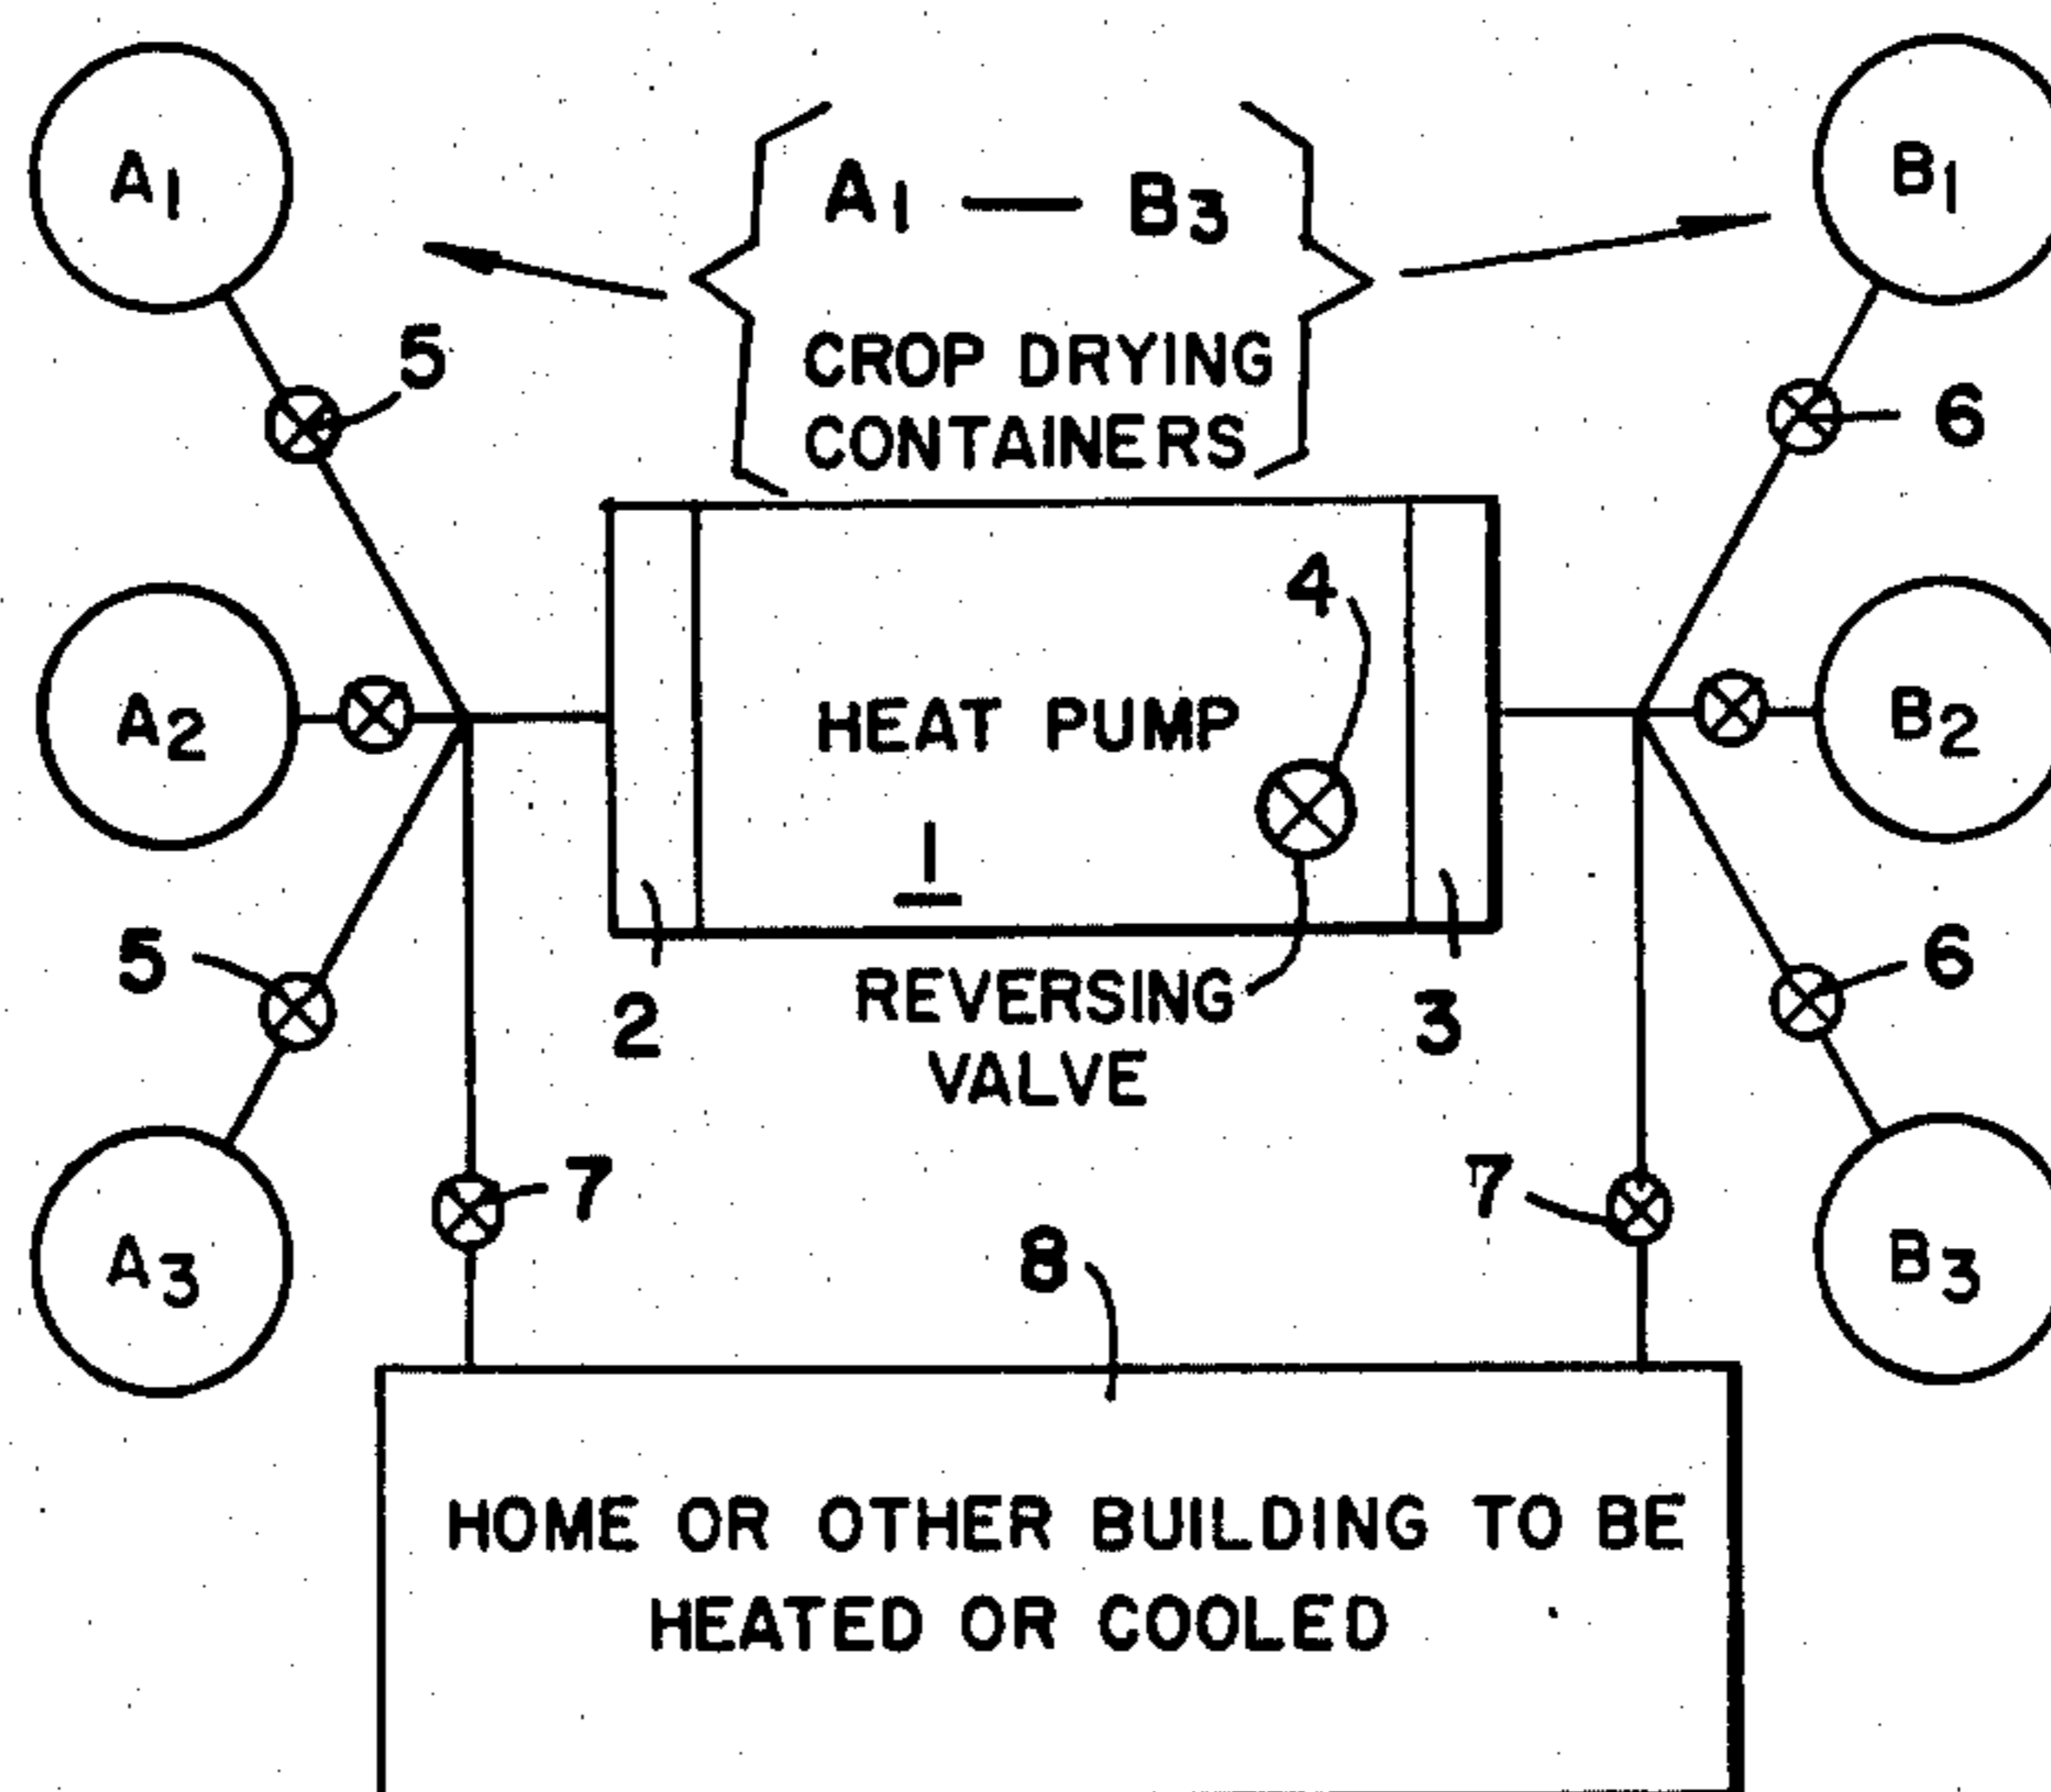 A1
B1
A1 — B3
CROP DRYING
CONTAINERS
5
6
4
A2
HEAT PUMP
B2
1
5
6
2
REVERSING
VALVE
3
7
7
8
A3
B3
HOME OR OTHER BUILDING TO BE
HEATED OR COOLED